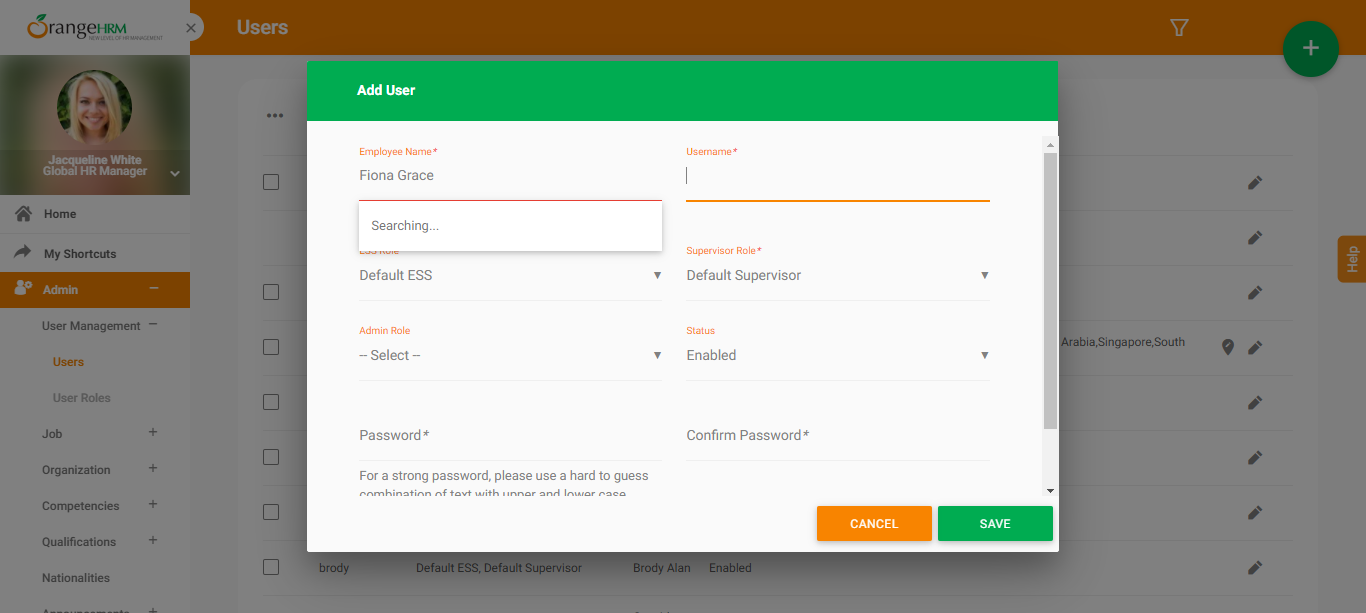 OrangeHRM
NEW LEVEL OF HR MANAGEMENT
Users
Jacqueline White
Global HR Manager
Home
My Shortcuts
Admin
User Management
Users
User Roles
Job
Organization
Competencies
Qualifications
Nationalities
Announcements
Add User
Employee Name*
Fiona Grace
Username*
Searching...
ESS Role
Default ESS
Supervisor Role*
Default Supervisor
Admin Role
-- Select --
Status
Enabled
Password*
Confirm Password*
For a strong password, please use a hard to guess
combination of text with upper and lower case
CANCEL
SAVE
Arabia,Singapore,South
Help
brody
Default ESS, Default Supervisor
Brody Alan
Enabled